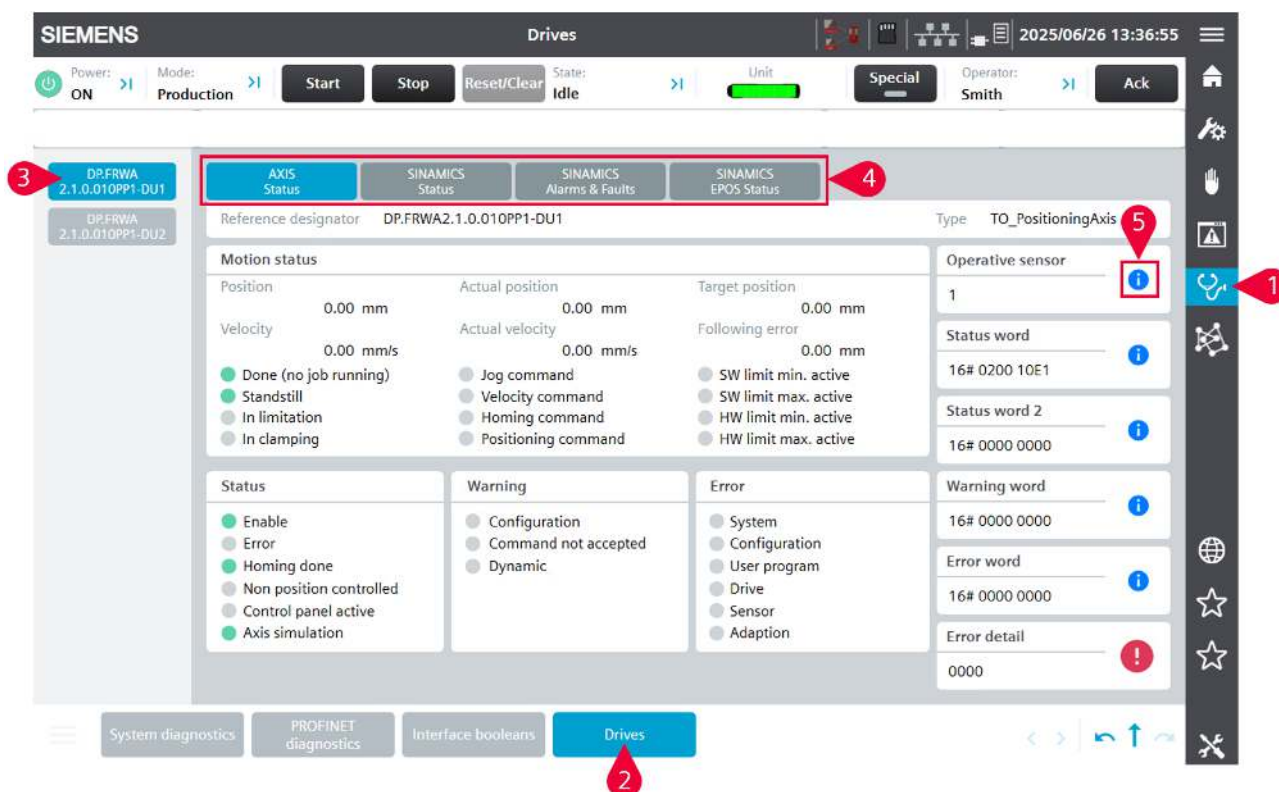 SIEMENS
Drives
2025/06/26 13:36:55
Power:
ON
Mode:
Production
Start
Stop
Reset/Clear
State:
Idle
Unit
Special
Operator:
Smith
Ack
3
DP.FRWA
2.1.0.010PP1-DU1
DP.FRWA
2.1.0.010PP1-DU2
AXIS
Status
SINAMICS
Status
SINAMICS
Alarms & Faults
SINAMICS
EPOS Status
4
Reference designator DP.FRWA2.1.0.010PP1-DU1
Type TO_PositioningAxis
5
1
Motion status
Position
0.00 mm
Actual position
0.00 mm
Target position
0.00 mm
Velocity
0.00 mm/s
Actual velocity
0.00 mm/s
Following error
0.00 mm
Done (no job running)
Standstill
In limitation
In clamping
Jog command
Velocity command
Homing command
Positioning command
SW limit min. active
SW limit max. active
HW limit min. active
HW limit max. active
Operative sensor
1
Status word
16# 0200 10E1
Status word 2
16# 0000 0000
Warning word
16# 0000 0000
Error word
16# 0000 0000
Error detail
0000
Status
Enable
Error
Homing done
Non position controlled
Control panel active
Axis simulation
Warning
Configuration
Command not accepted
Dynamic
Error
System
Configuration
User program
Drive
Sensor
Adaption
System diagnostics
PROFINET
diagnostics
Interface booleans
Drives
2